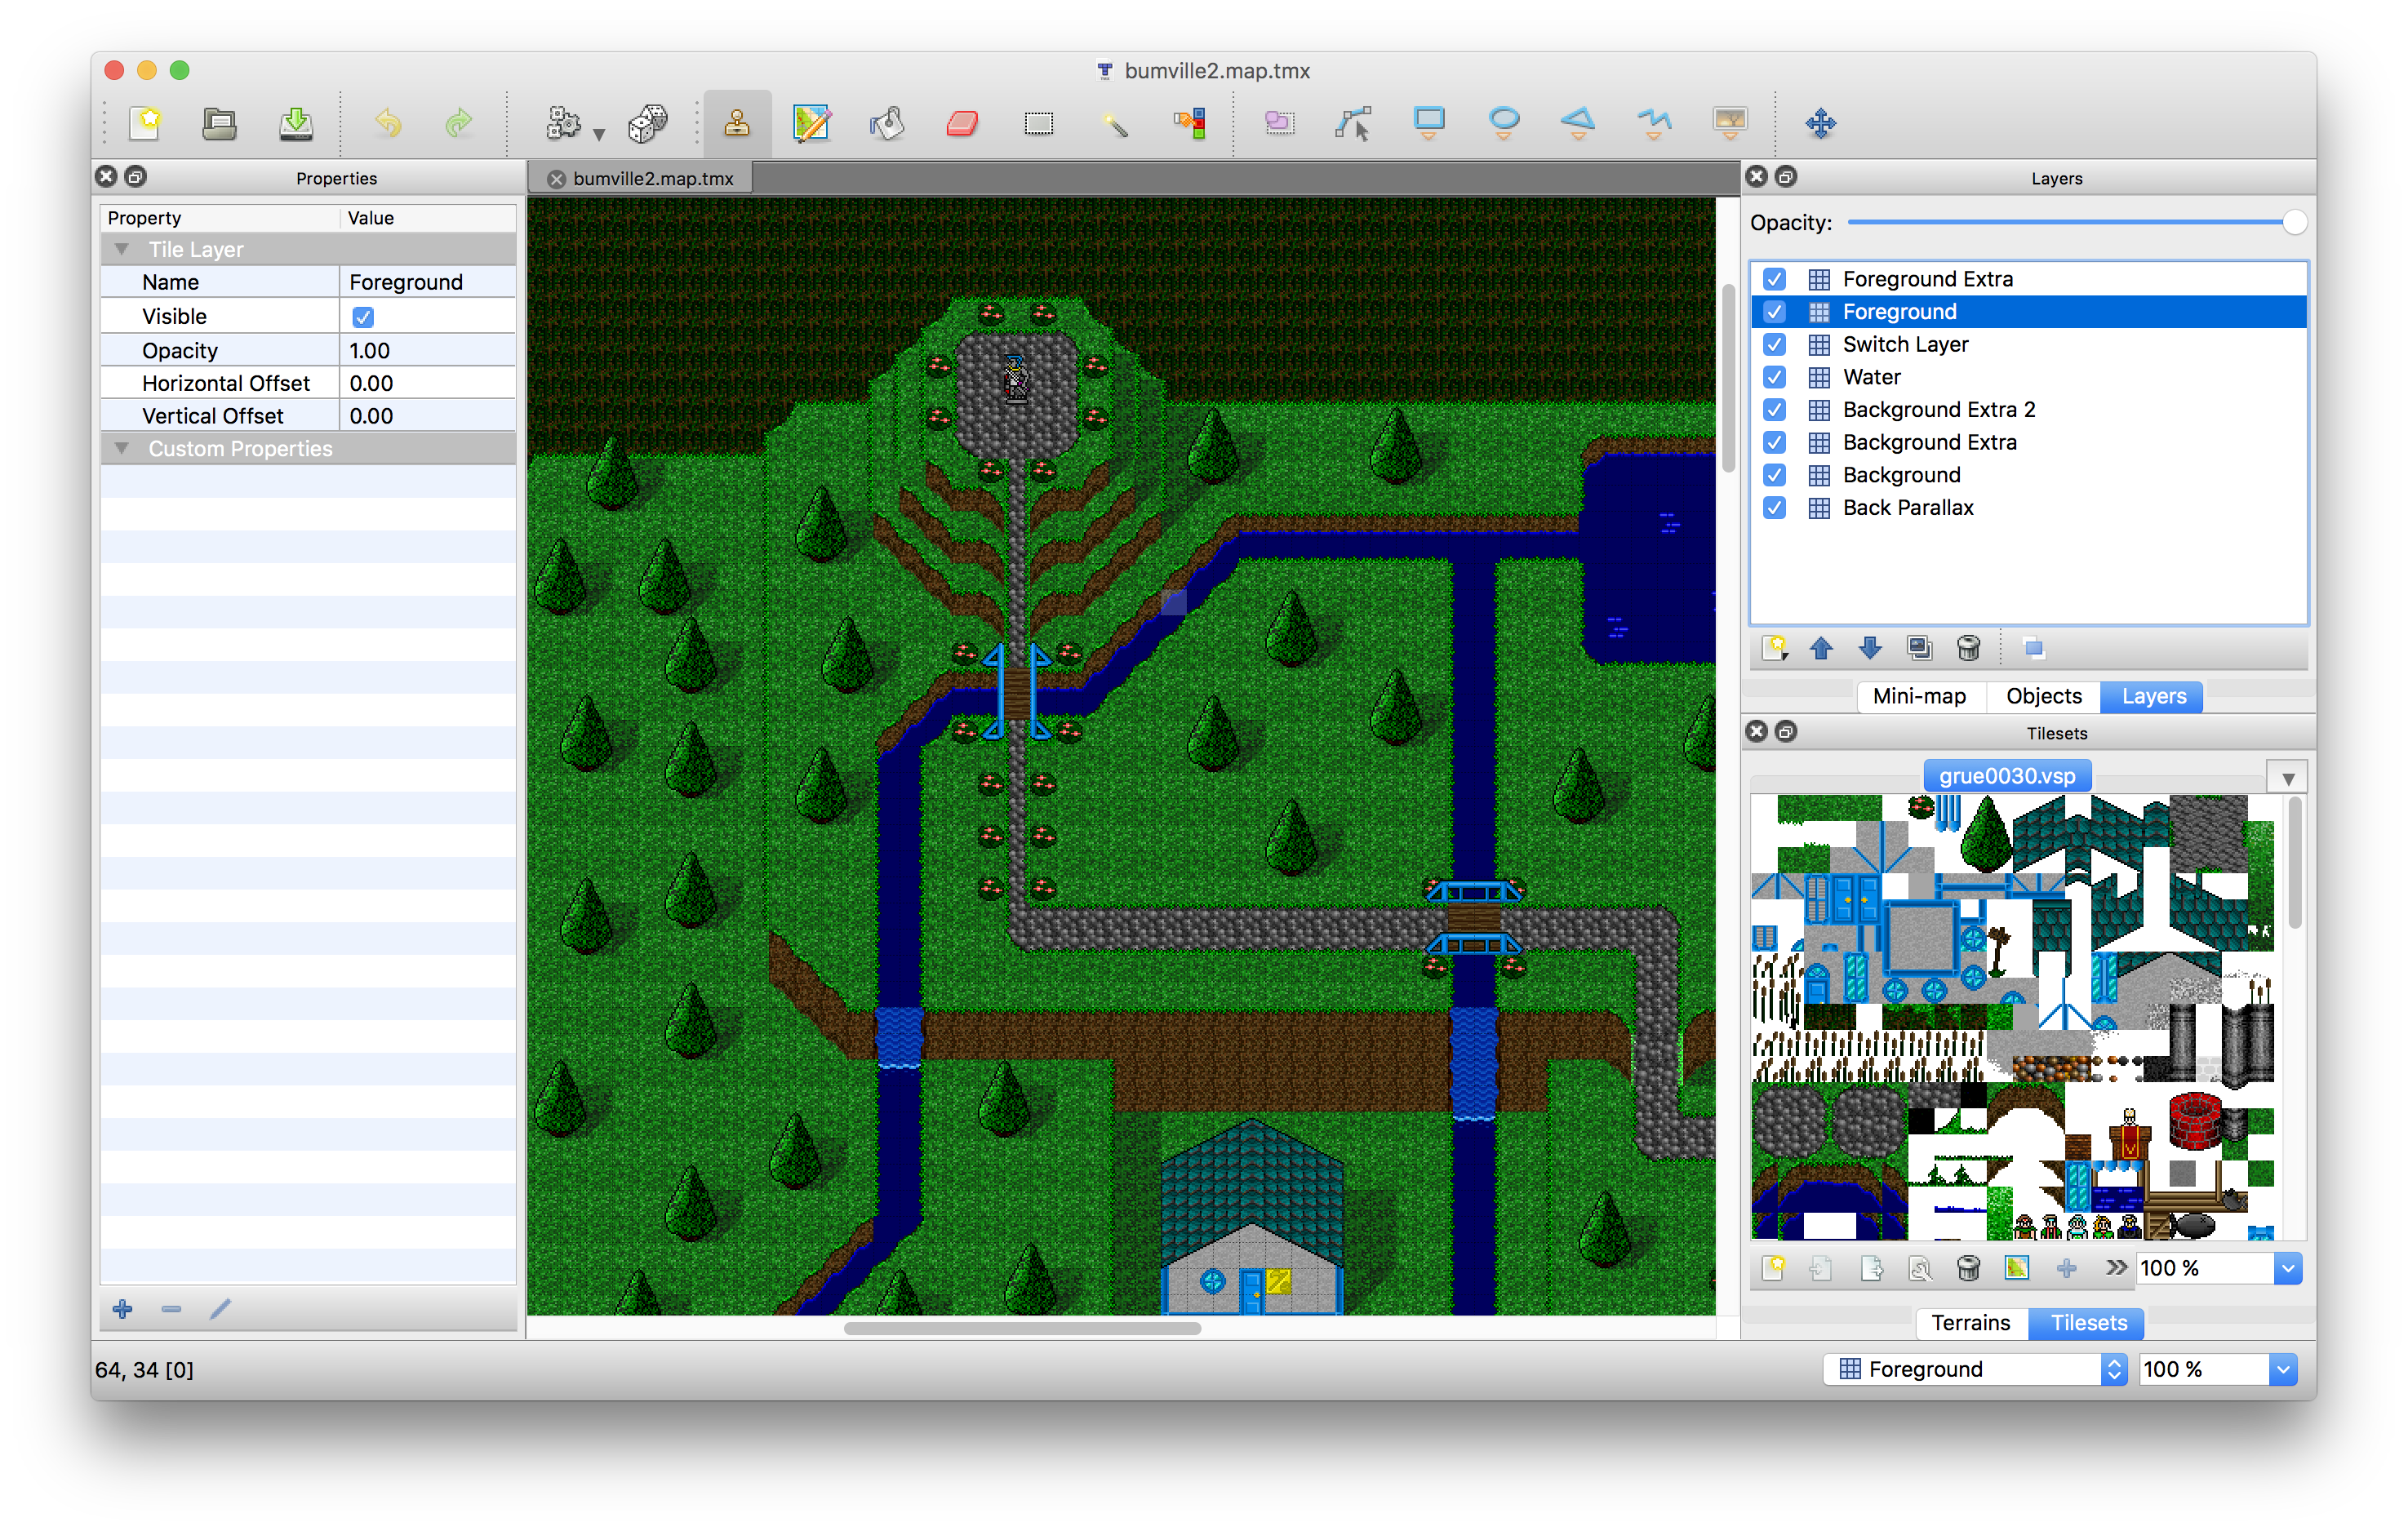 bumville2.map.tmx
Properties
bumville2.map.tmx
Layers
Property Value
Tile Layer
Name Foreground
Visible
Opacity 1.00
Horizontal Offset 0.00
Vertical Offset 0.00
Custom Properties
Opacity:
Foreground Extra
Foreground
Switch Layer
Water
Background Extra 2
Background Extra
Background
Back Parallax
Mini-map Objects Layers
Tilesets
grue0030.vsp
100 %
Terrains Tilesets
64, 34 [0]
Foreground 100 %